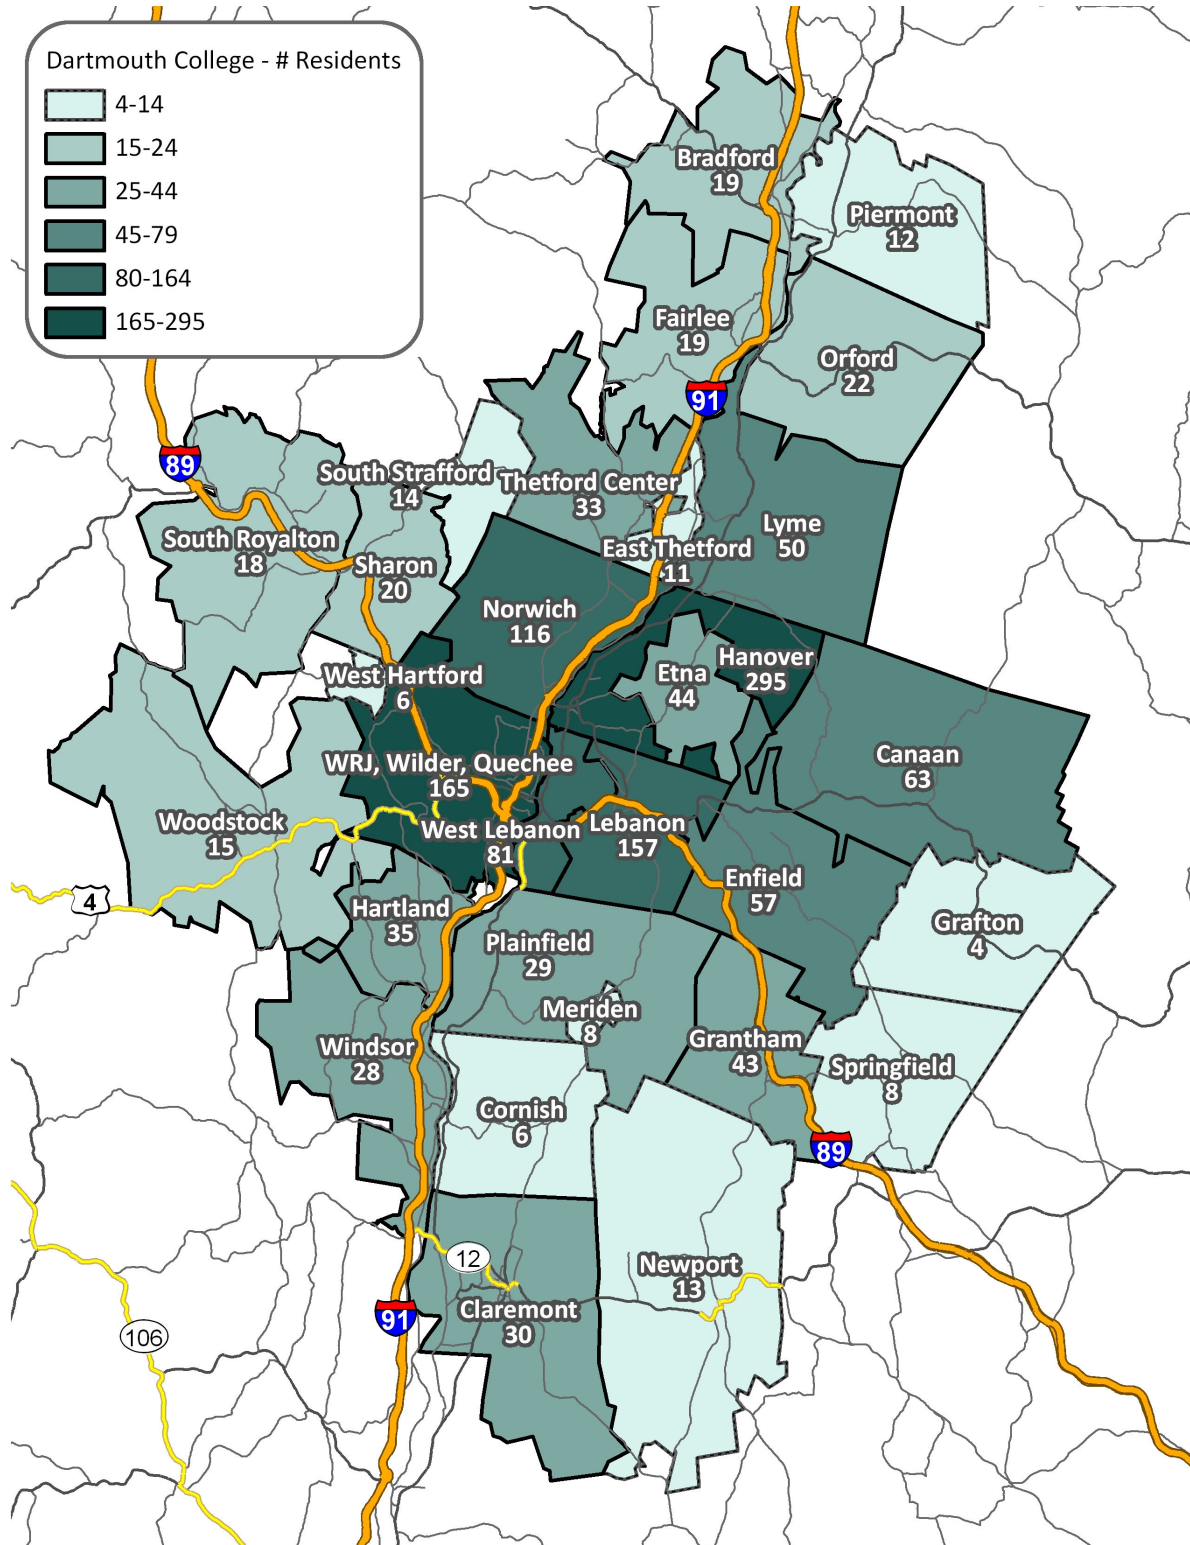 Dartmouth College - # Residents
4-14
15-24
25-44
45-79
80-164
165-295
Bradford
19
Piermont
12
Fairlee
19
Orford
22
91
89
South Strafford
14
Thetford Center
33
Lyme
50
South Royalton
18
Sharon
20
East Thetford
11
Norwich
116
Hanover
295
Etna
44
West Hartford
6
Canaan
63
WRJ, Wilder, Quechee
165
Woodstock
15
West Lebanon
81
Lebanon
157
Enfield
57
4
Hartland
35
Grafton
4
Plainfield
29
Meriden
8
Windsor
28
Grantham
43
Springfield
8
Cornish
6
89
12
Newport
13
Claremont
30
91
106